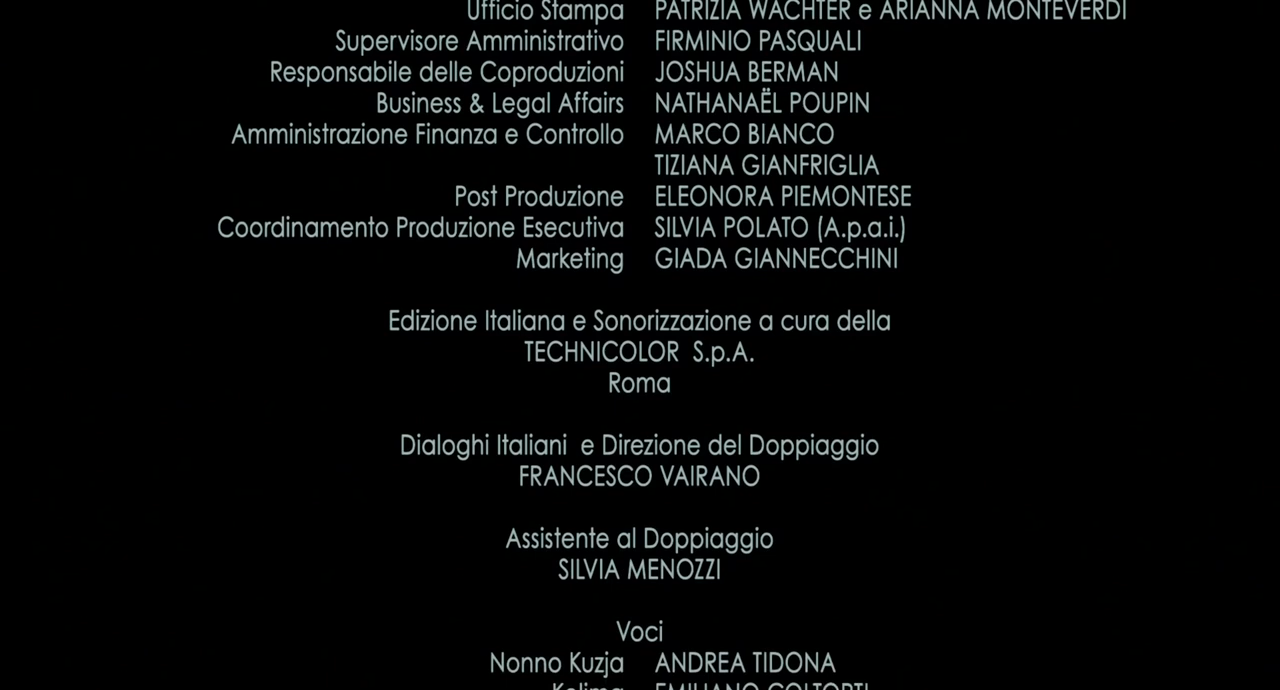 Ufficio Stampa PATRIZIA WACHTER e ARIANNA MONTEVERDI
Supervisore Amministrativo FIRMINIO PASQUALI
Responsabile delle Coproduzioni JOSHUA BERMAN
Business & Legal Affairs NATHANAËL POUPIN
Amministrazione Finanza e Controllo MARCO BIANCO
TIZIANA GIANFRIGLIA
Post Produzione ELEONORA PIEMONTESE
Coordinamento Produzione Esecutiva SILVIA POLATO (A.p.a.i.)
Marketing GIADA GIANNECCHINI
Edizione Italiana e Sonorizzazione a cura della
TECHNICOLOR S.p.A.
Roma
Dialoghi Italiani e Direzione del Doppiaggio
FRANCESCO VAIRANO
Assistente al Doppiaggio
SILVIA MENOZZI
Voci
Nonno Kuzja ANDREA TIDONA
Kolima EMILIANO COLTORTI